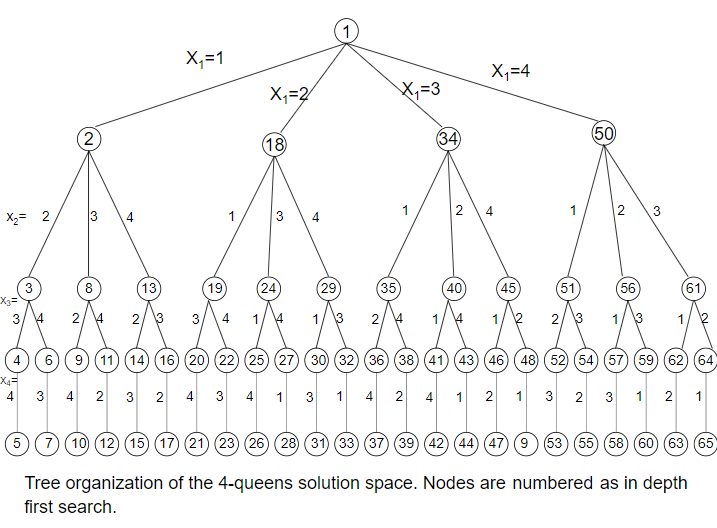 1
X₁=1
X₁=2
X₁=3
X₁=4
2 18 34 50
X₂= 2 3 4 1 3 4 1 2 4 1 2 3
3 8 13 19 24 29 35 40 45 51 56 61
X₃=
3 4 2 4 2 3 3 4 1 4 1 3 2 4 1 4 1 2 2 3 1 3 1 2
4 6 9 11 14 16 20 22 25 27 30 32 36 38 41 43 46 48 52 54 57 59 62 64
X₄=
4 3 4 2 3 2 4 3 4 1 3 1 4 2 4 1 2 1 3 2 3 1 2 1
5 7 10 12 15 17 21 23 26 28 31 33 37 39 42 44 47 9 53 55 58 60 63 65
Tree organization of the 4-queens solution space. Nodes are numbered as in depth
first search.